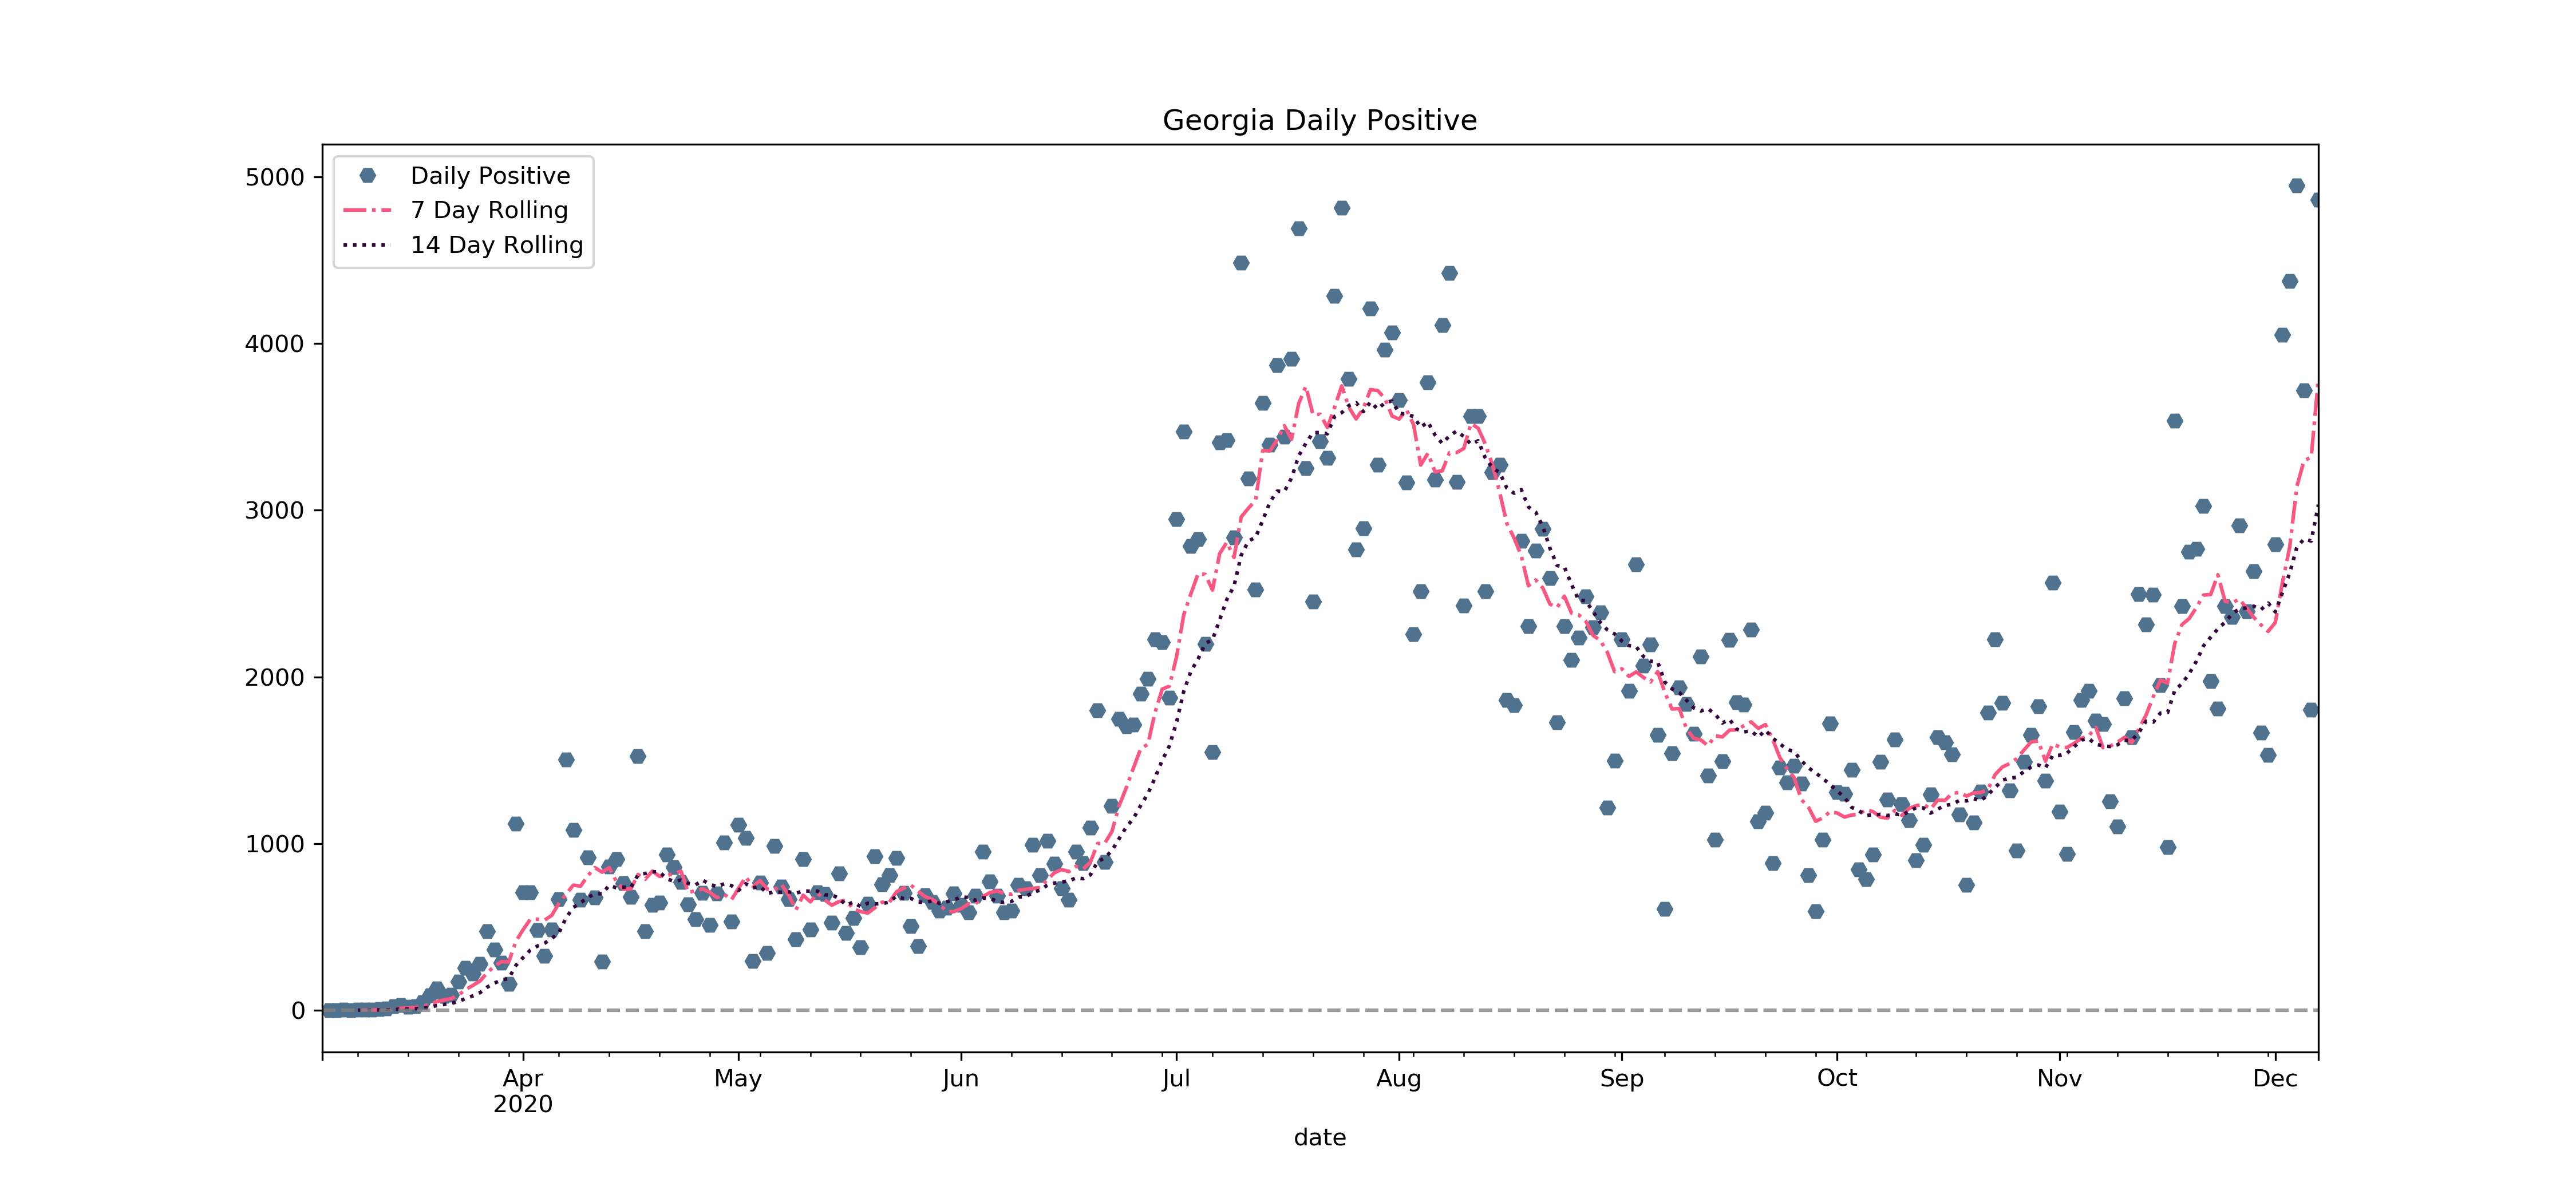 Georgia Daily Positive
5000
4000
3000
2000
1000
0
Daily Positive
7 Day Rolling
14 Day Rolling
Apr May Jun Jul Aug Sep Oct Nov Dec
2020
date